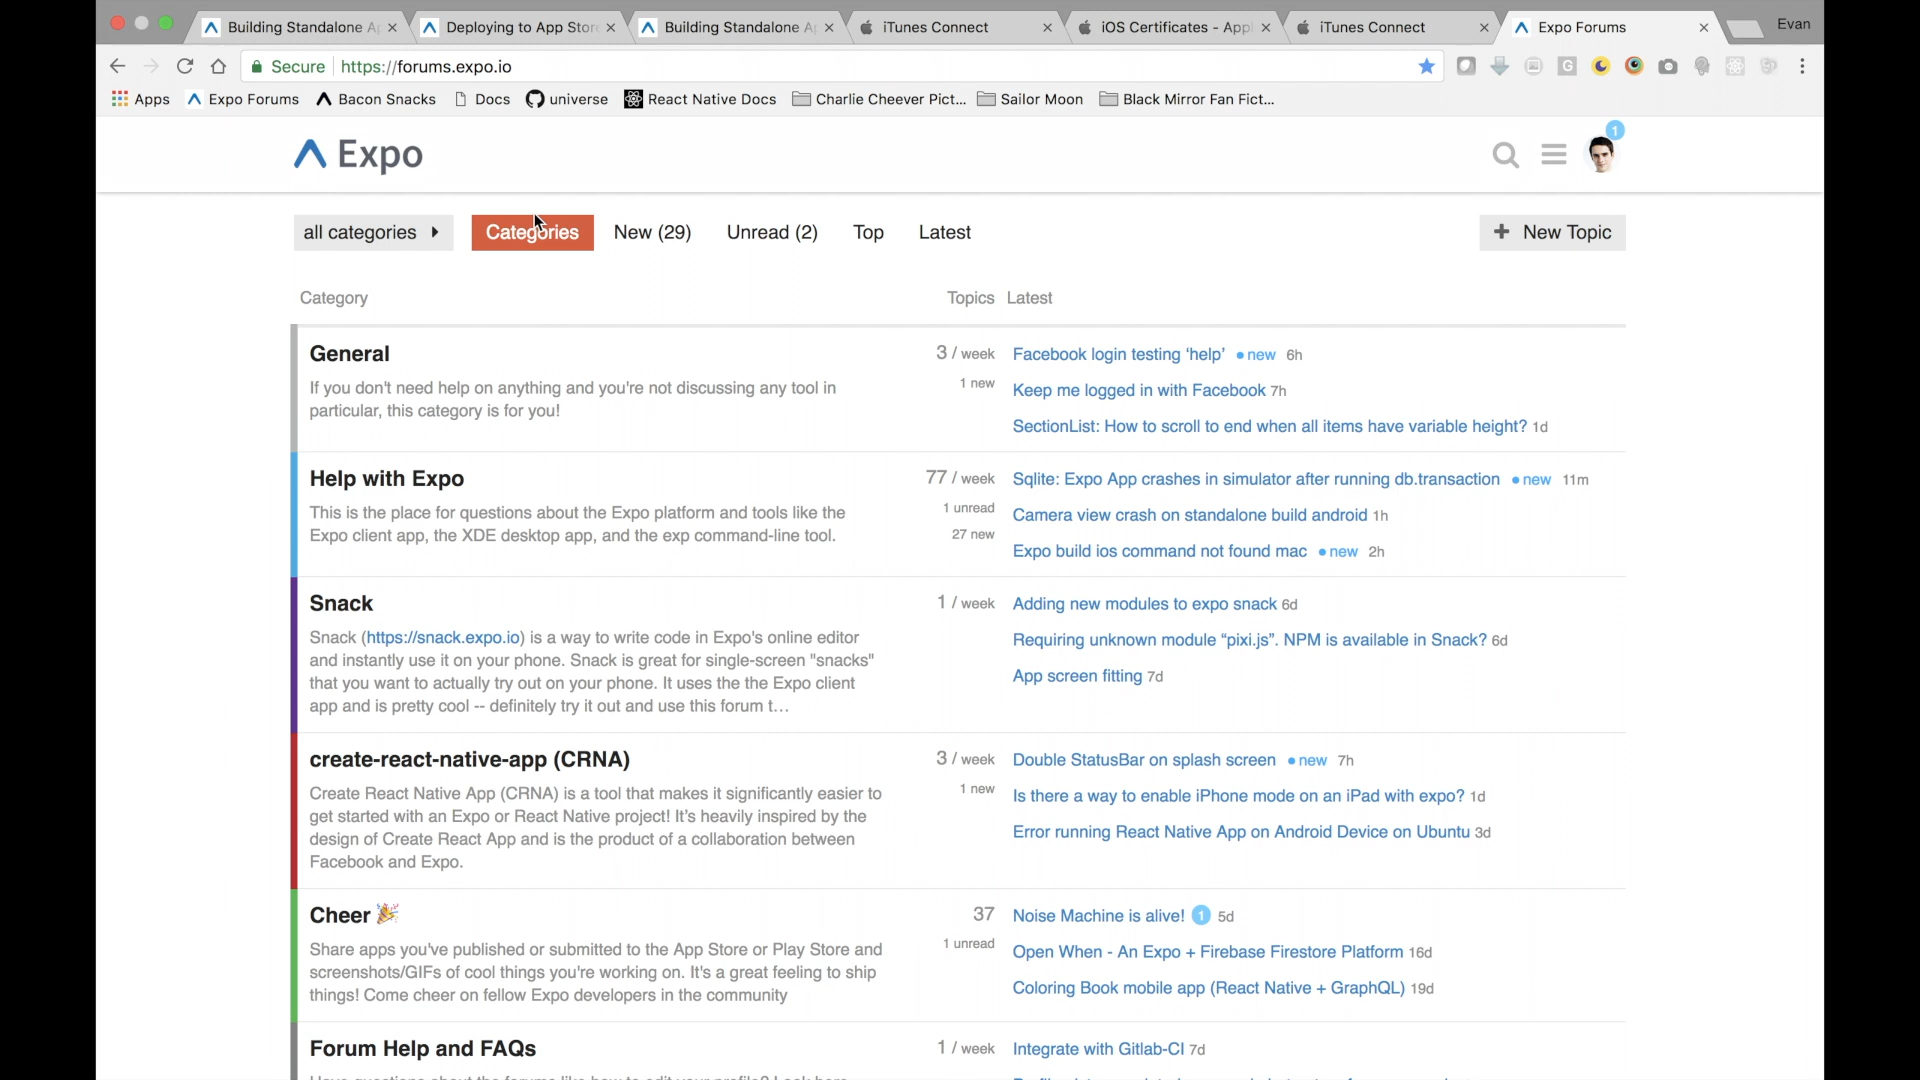 Building Standalone A
Deploying to App Store
Building Standalone A
iTunes Connect
iOS Certificates - Appl
iTunes Connect
Expo Forums
Evan
Secure
https://forums.expo.io
Apps
Expo Forums
Bacon Snacks
Docs
universe
React Native Docs
Charlie Cheever Pict...
Sailor Moon
Black Mirror Fan Fict...
Expo
1
all categories
Categories
New (29)
Unread (2)
Top
Latest
+ New Topic
Category
Topics
Latest
General
If you don't need help on anything and you're not discussing any tool in
particular, this category is for you!
3 / week
1 new
Facebook login testing ‘help’ • new 6h
Keep me logged in with Facebook 7h
SectionList: How to scroll to end when all items have variable height? 1d
Help with Expo
This is the place for questions about the Expo platform and tools like the
Expo client app, the XDE desktop app, and the exp command-line tool.
77 / week
1 unread
27 new
Sqlite: Expo App crashes in simulator after running db.transaction • new 11m
Camera view crash on standalone build android 1h
Expo build ios command not found mac • new 2h
Snack
Snack (https://snack.expo.io) is a way to write code in Expo's online editor
and instantly use it on your phone. Snack is great for single-screen "snacks"
that you want to actually try out on your phone. It uses the the Expo client
app and is pretty cool -- definitely try it out and use this forum t...
1 / week
Adding new modules to expo snack 6d
Requiring unknown module “pixi.js”. NPM is available in Snack? 6d
App screen fitting 7d
create-react-native-app (CRNA)
Create React Native App (CRNA) is a tool that makes it significantly easier to
get started with an Expo or React Native project! It's heavily inspired by the
design of Create React App and is the product of a collaboration between
Facebook and Expo.
3 / week
1 new
Double StatusBar on splash screen • new 7h
Is there a way to enable iPhone mode on an iPad with expo? 1d
Error running React Native App on Android Device on Ubuntu 3d
Cheer 🎉
Share apps you've published or submitted to the App Store or Play Store and
screenshots/GIFs of cool things you're working on. It's a great feeling to ship
things! Come cheer on fellow Expo developers in the community
37
1 unread
Noise Machine is alive! 1 5d
Open When - An Expo + Firebase Firestore Platform 16d
Coloring Book mobile app (React Native + GraphQL) 19d
Forum Help and FAQs
1 / week
Integrate with Gitlab-CI 7d